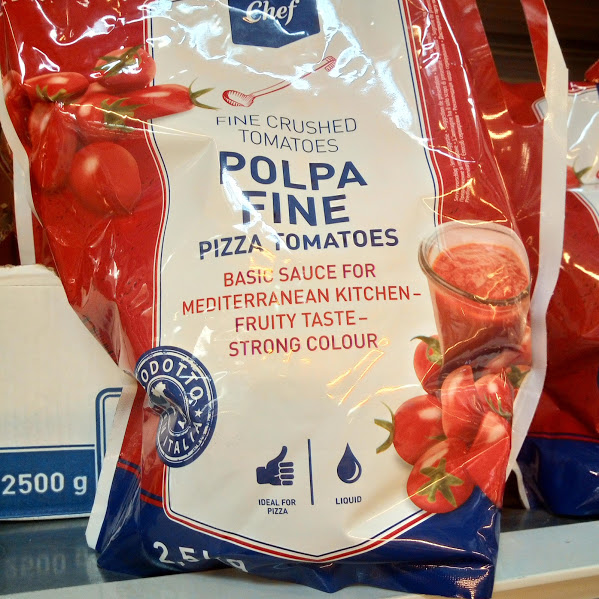 Chef
FINE CRUSHED
TOMATOES
POLPA
FINE
PIZZA TOMATOES
BASIC SAUCE FOR
MEDITERRANEAN KITCHEN–
FRUITY TASTE–
STRONG COLOUR
ODOTTO
ITALIA
IDEAL FOR
PIZZA
LIQUID
2500 g